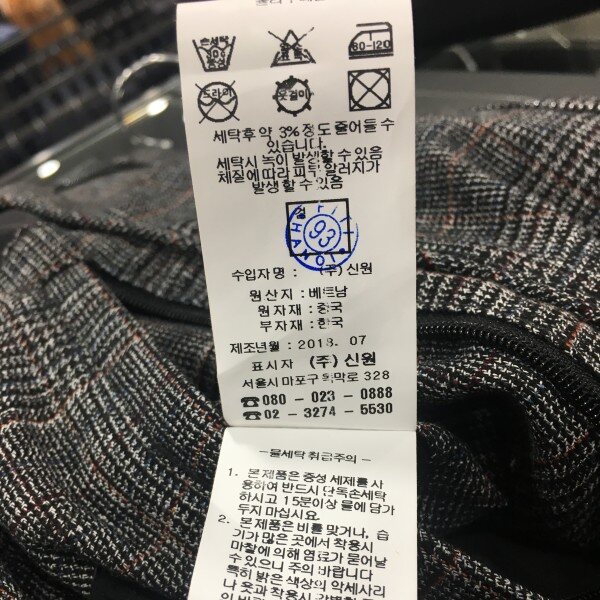 손세탁
80-120
드라이
옷걸이
세탁후 약 3% 정도 줄어들 수
있습니다.
세탁시 녹이 발생할 수 있음
체질에따라 피부 알러지가
발생 할 수 있음
검
93
HANOI
수입자명 : (주) 신원
원산지 : 베트남
원자재 : 중국
부자재 : 한국
제조년월 : 2018. 07
표시자 (주) 신원
서울시 마포구 독막로 328
☎ 080 - 023 - 0888
☎ 02 - 3274 - 5530
-물세탁 취급주의 -
1. 본 제품은 중성 세제를 사
용하여 반드시 단독손세탁
하시고 15분이상 물에 담가
두지 마십시요.
2. 본 제품은 비를 맞거나, 습
기가 많은 곳에서 착용시
마찰에 의해 염료가 묻어날
수 있으니 주의 바랍니다
특히 밝은 색상의 악세사리
나 옷과 착용시 각별한